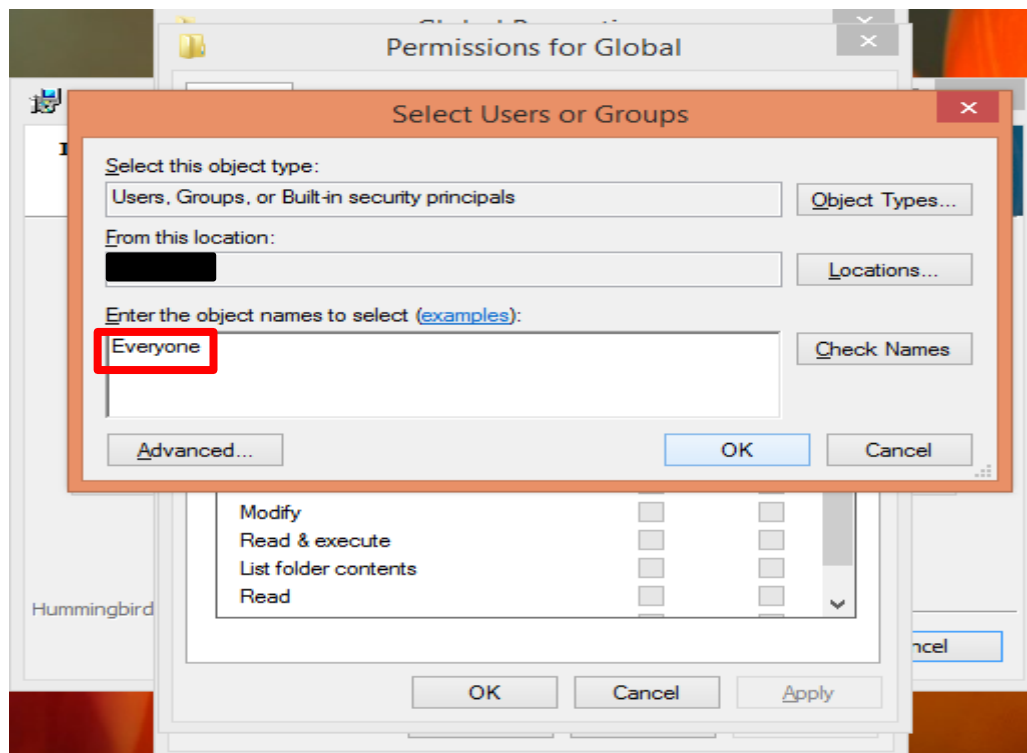 Permissions for Global
Select Users or Groups
Select this object type:
Users, Groups, or Built-in security principals
Object Types...
From this location:
Locations...
Enter the object names to select (examples):
Everyone
Check Names
Advanced...
OK
Cancel
Modify
Read & execute
List folder contents
Read
Hummingbird
ncel
OK
Cancel
Apply